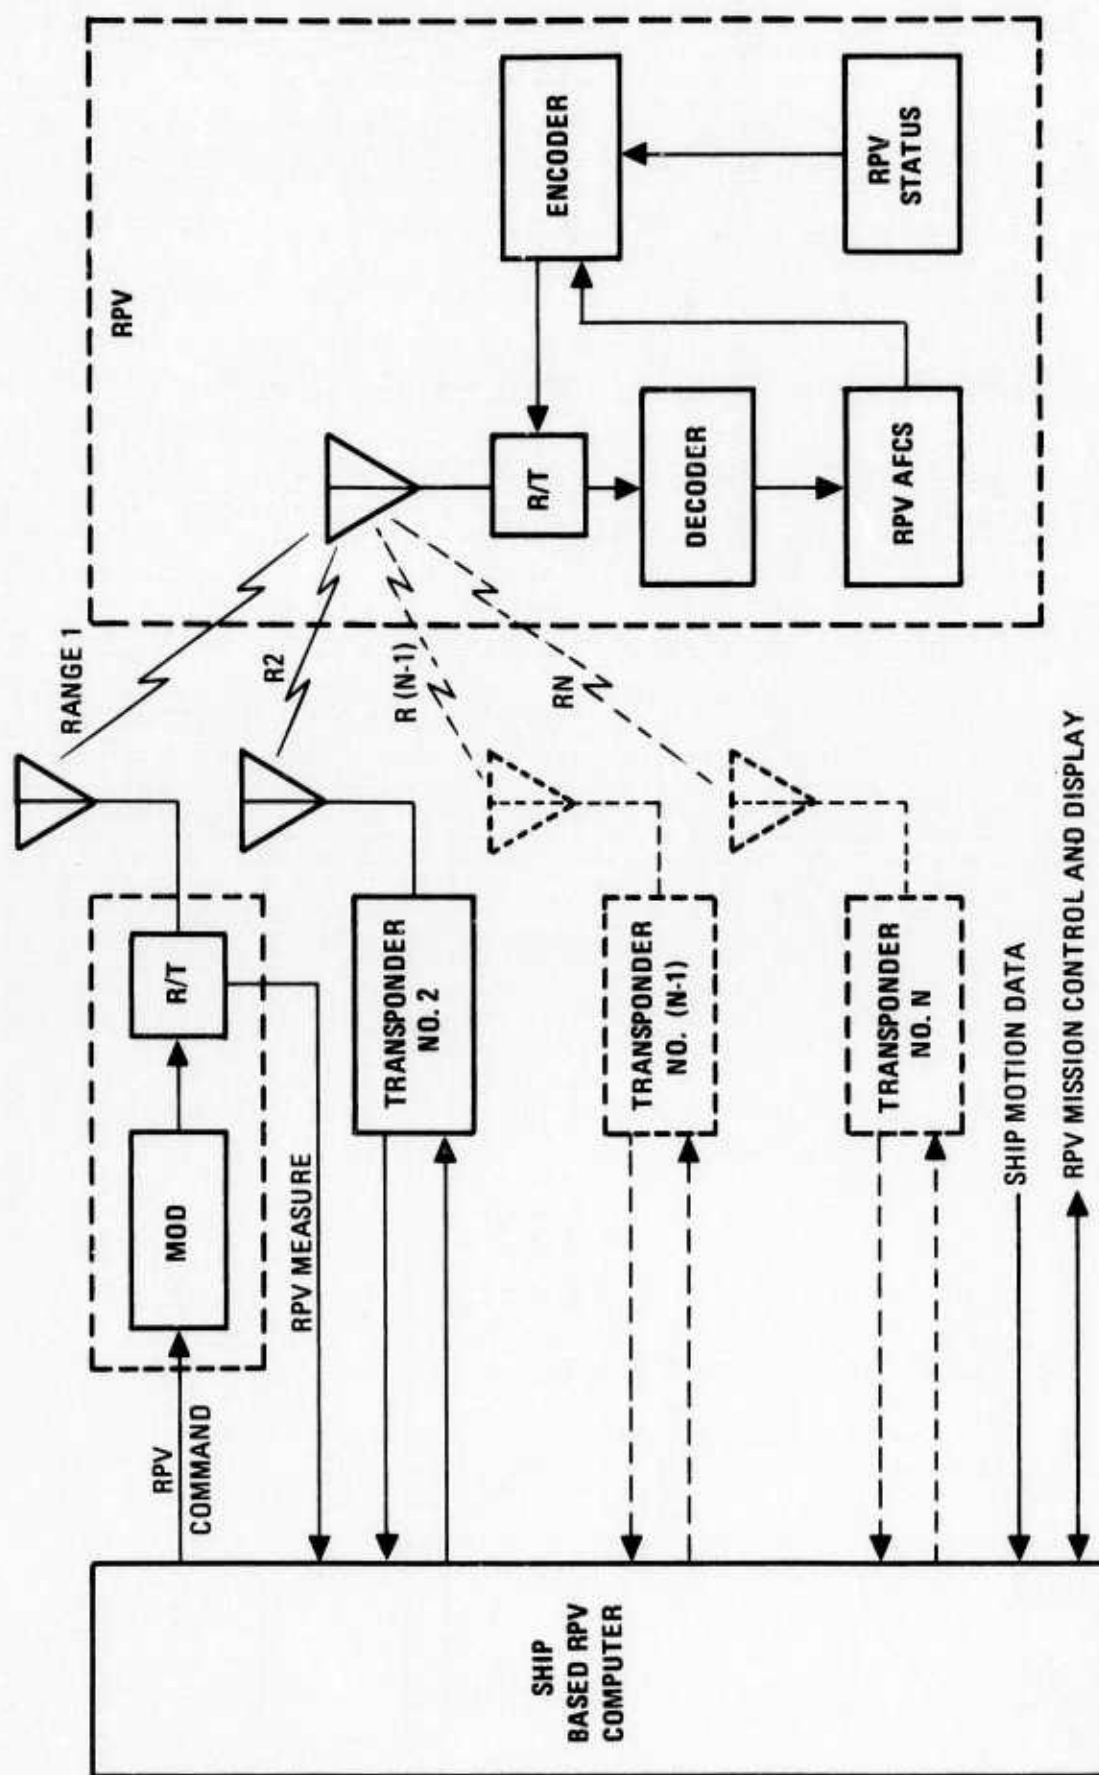 SHIP
BASED RPV
COMPUTER
RPV
COMMAND
MOD
R/T
RPV MEASURE
TRANSPONDER
NO. 2
TRANSPONDER
NO. (N-1)
TRANSPONDER
NO. N
SHIP MOTION DATA
RPV MISSION CONTROL AND DISPLAY
RANGE 1
R2
R (N-1)
RN
RPV
R/T
DECODER
RPV AFCS
ENCODER
RPV
STATUS